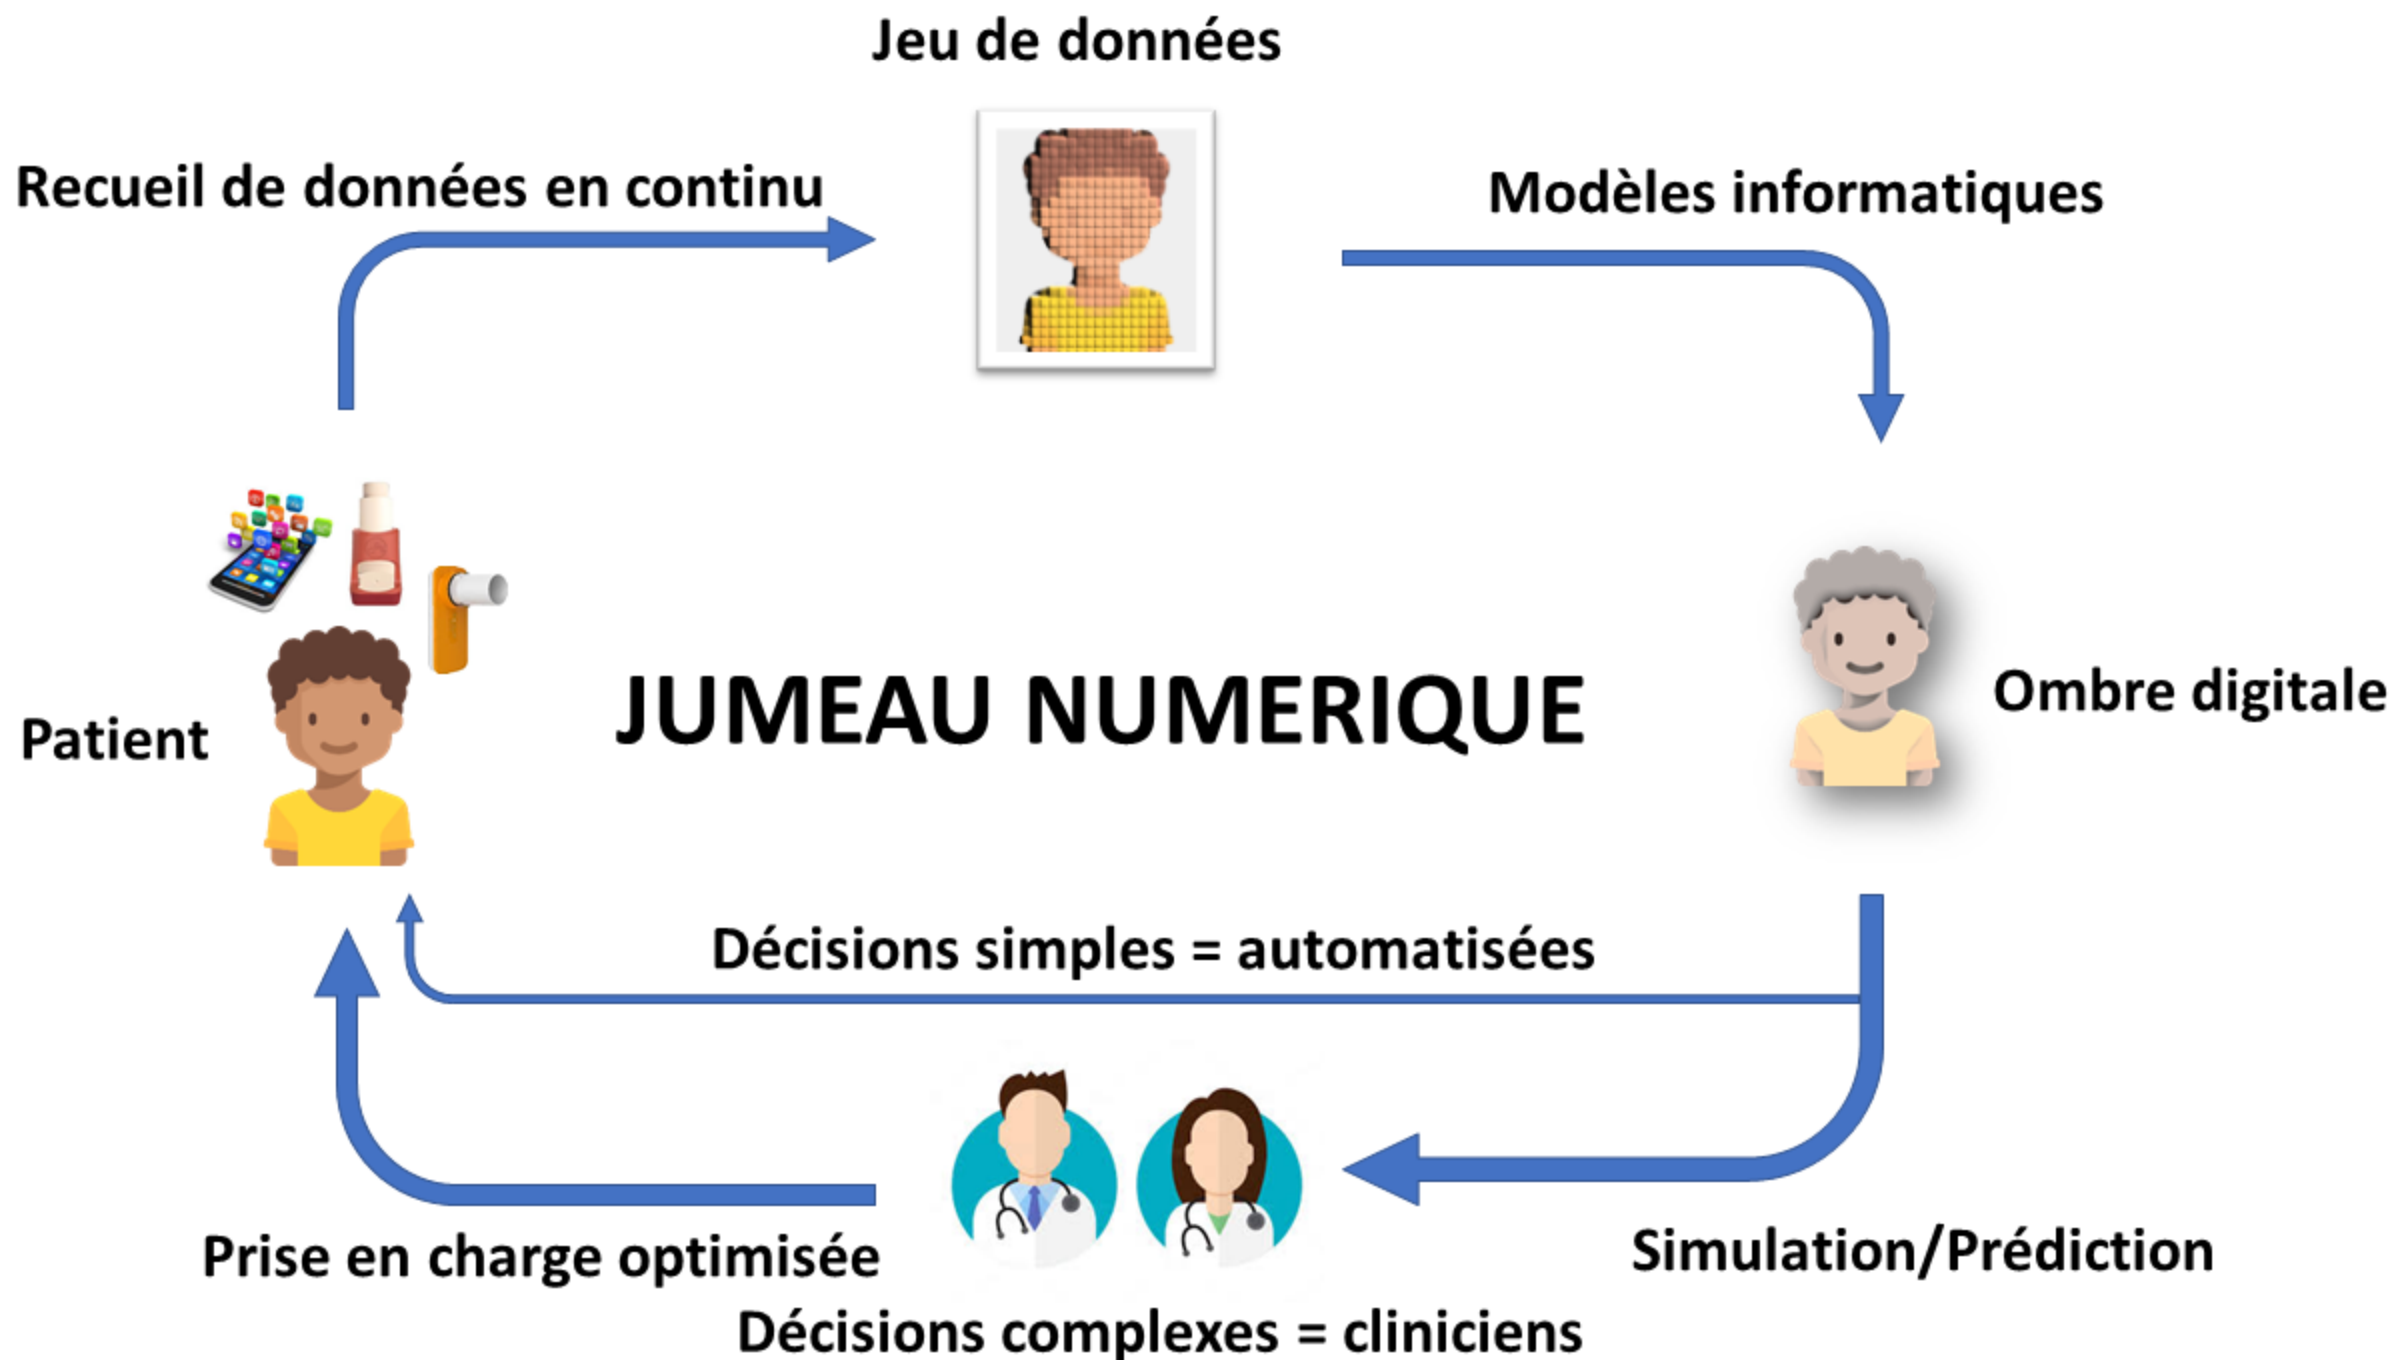 Jeu de données
Recueil de données en continu
Modèles informatiques
Patient
JUMEAU NUMERIQUE
Ombre digitale
Décisions simples = automatisées
Prise en charge optimisée
Simulation/Prédiction
Décisions complexes = cliniciens